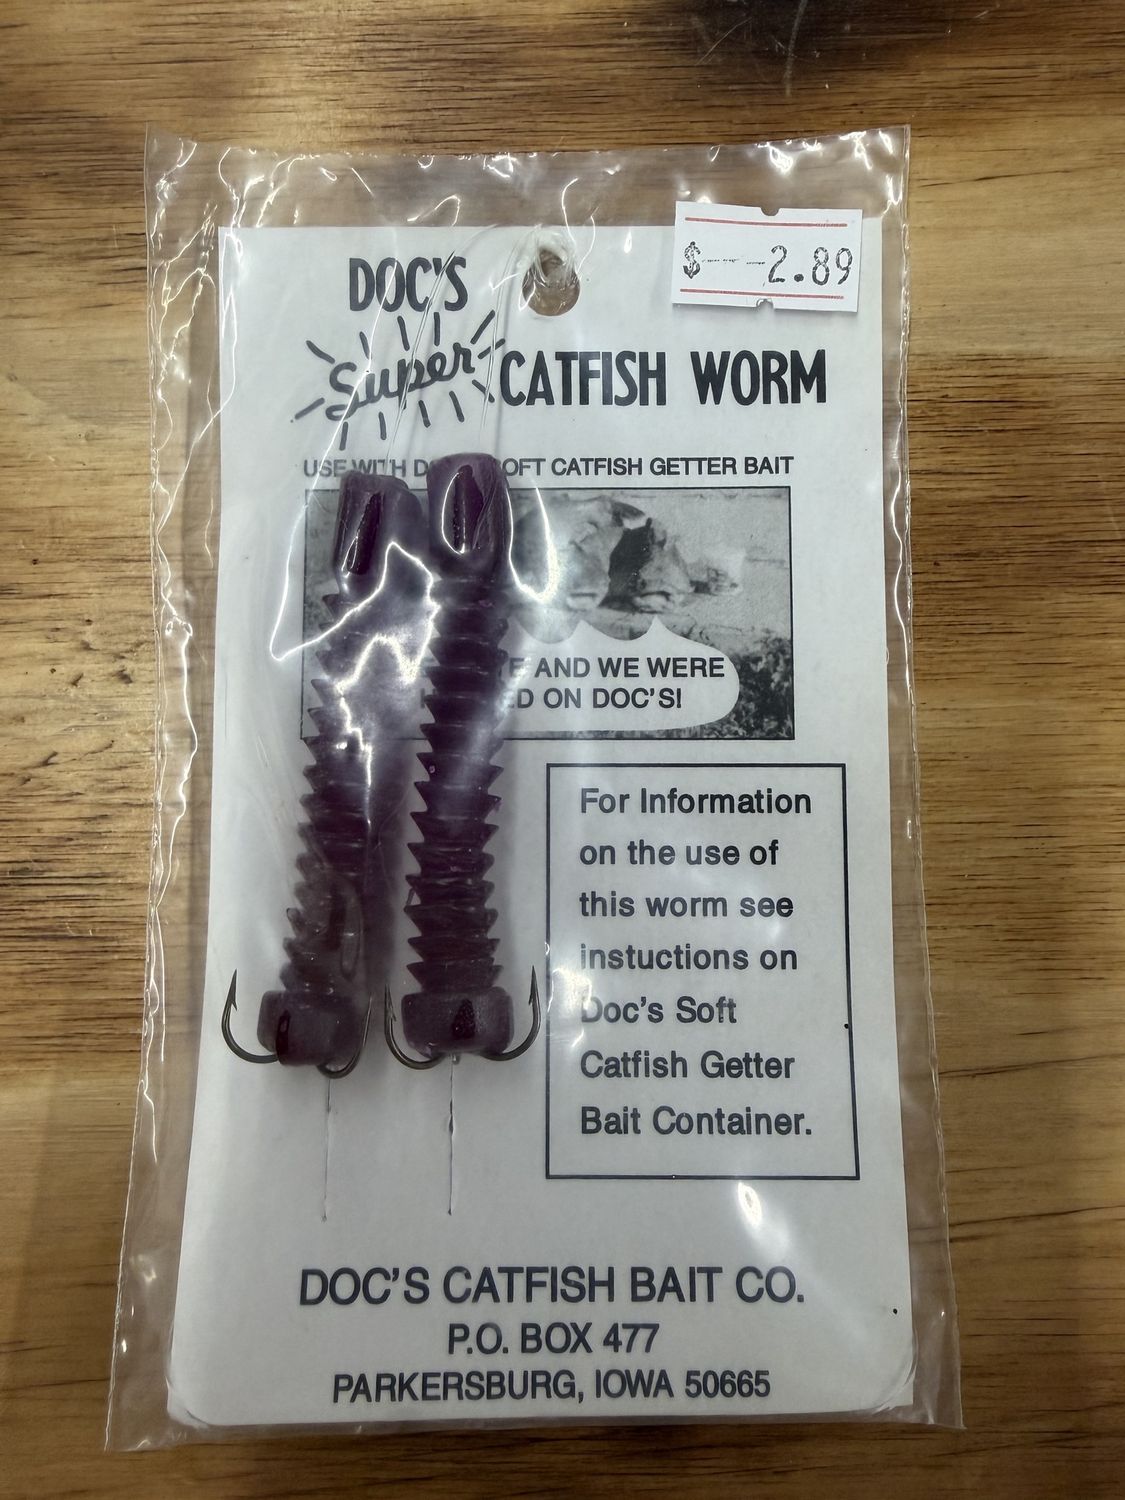 $ --- 2.89
DOC'S
Super CATFISH WORM
USE WITH OFT CATFISH GETTER BAIT
AND WE WERE
ED ON DOC'S!
For Information
on the use of
this worm see
instuctions on
Doc's Soft
Catfish Getter
Bait Container.
DOC'S CATFISH BAIT CO.
P.O. BOX 477
PARKERSBURG, IOWA 50665